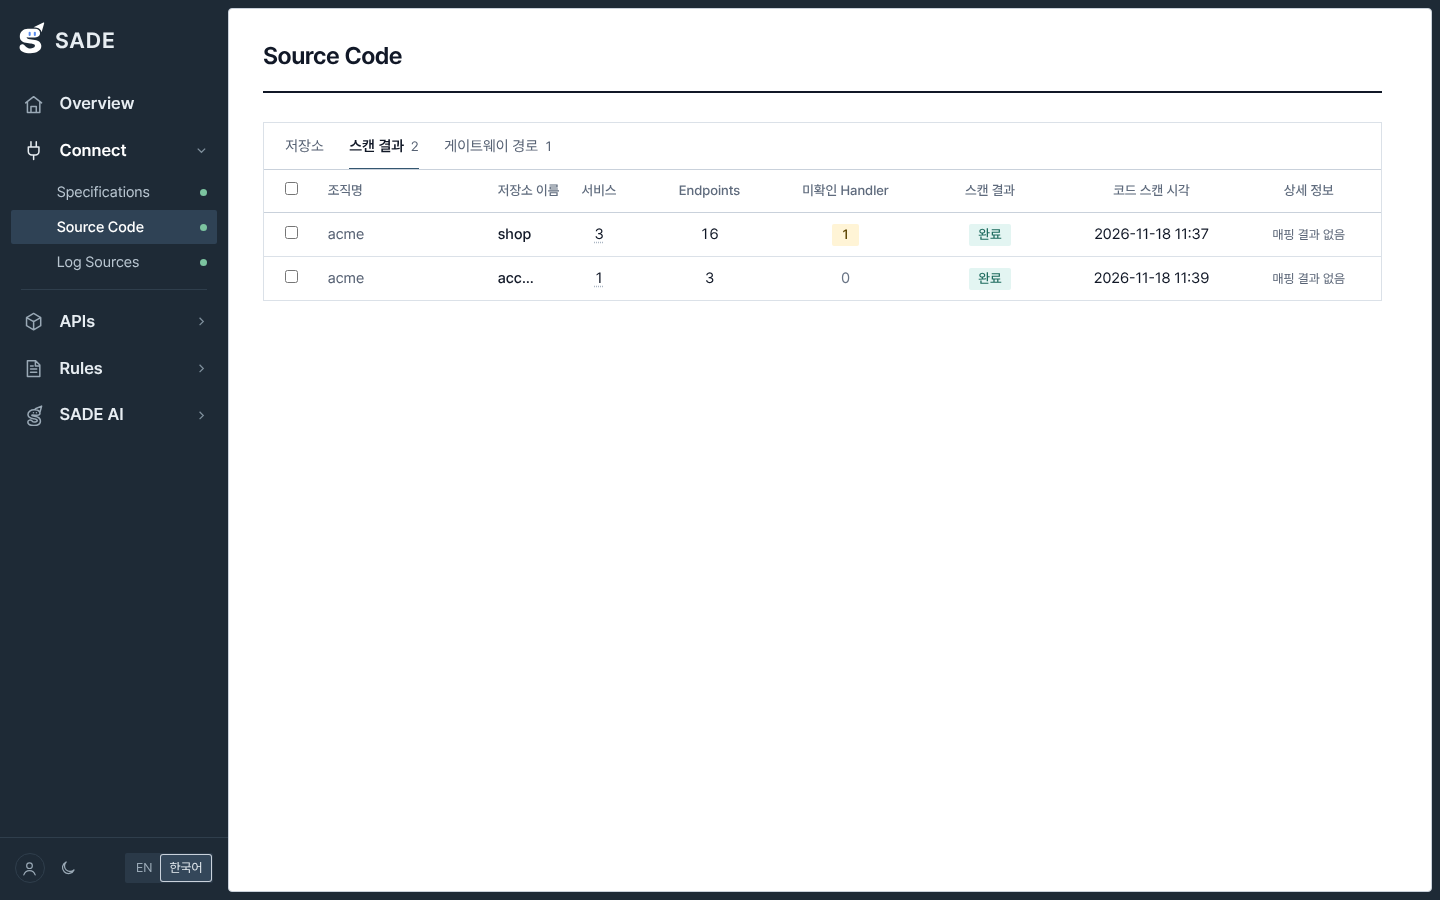 SADE
Overview
Connect
Specifications
Source Code
Log Sources
APIs
Rules
SADE AI
EN 한국어
Source Code
저장소 스캔 결과 2 게이트웨이 경로 1
조직명 저장소 이름 서비스 Endpoints 미확인 Handler 스캔 결과 코드 스캔 시각 상세 정보
acme shop 3 16 1 완료 2026-11-18 11:37 매핑 결과 없음
acme acc... 1 3 0 완료 2026-11-18 11:39 매핑 결과 없음